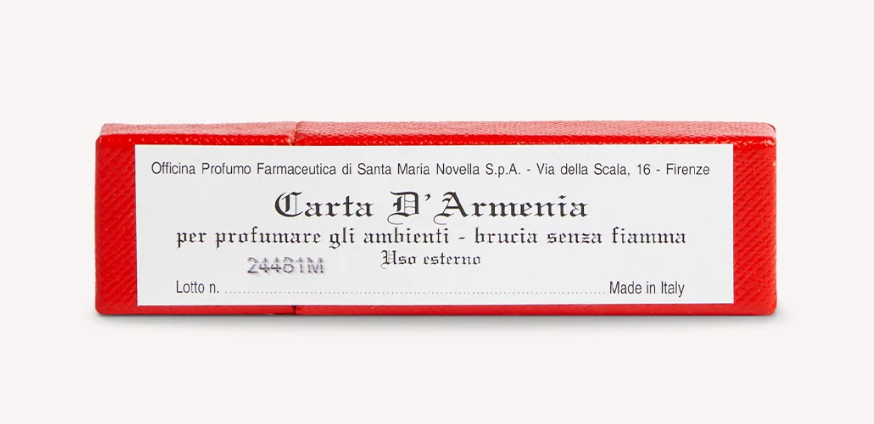 Officina Profumo Farmaceutica di Santa Maria Novella S.p.A. - Via della Scala, 16 - Firenze
Carta D'Armenia
per profumare gli ambienti - brucia senza fiamma
Uso esterno
24481M
Lotto n. ........................................ Made in Italy